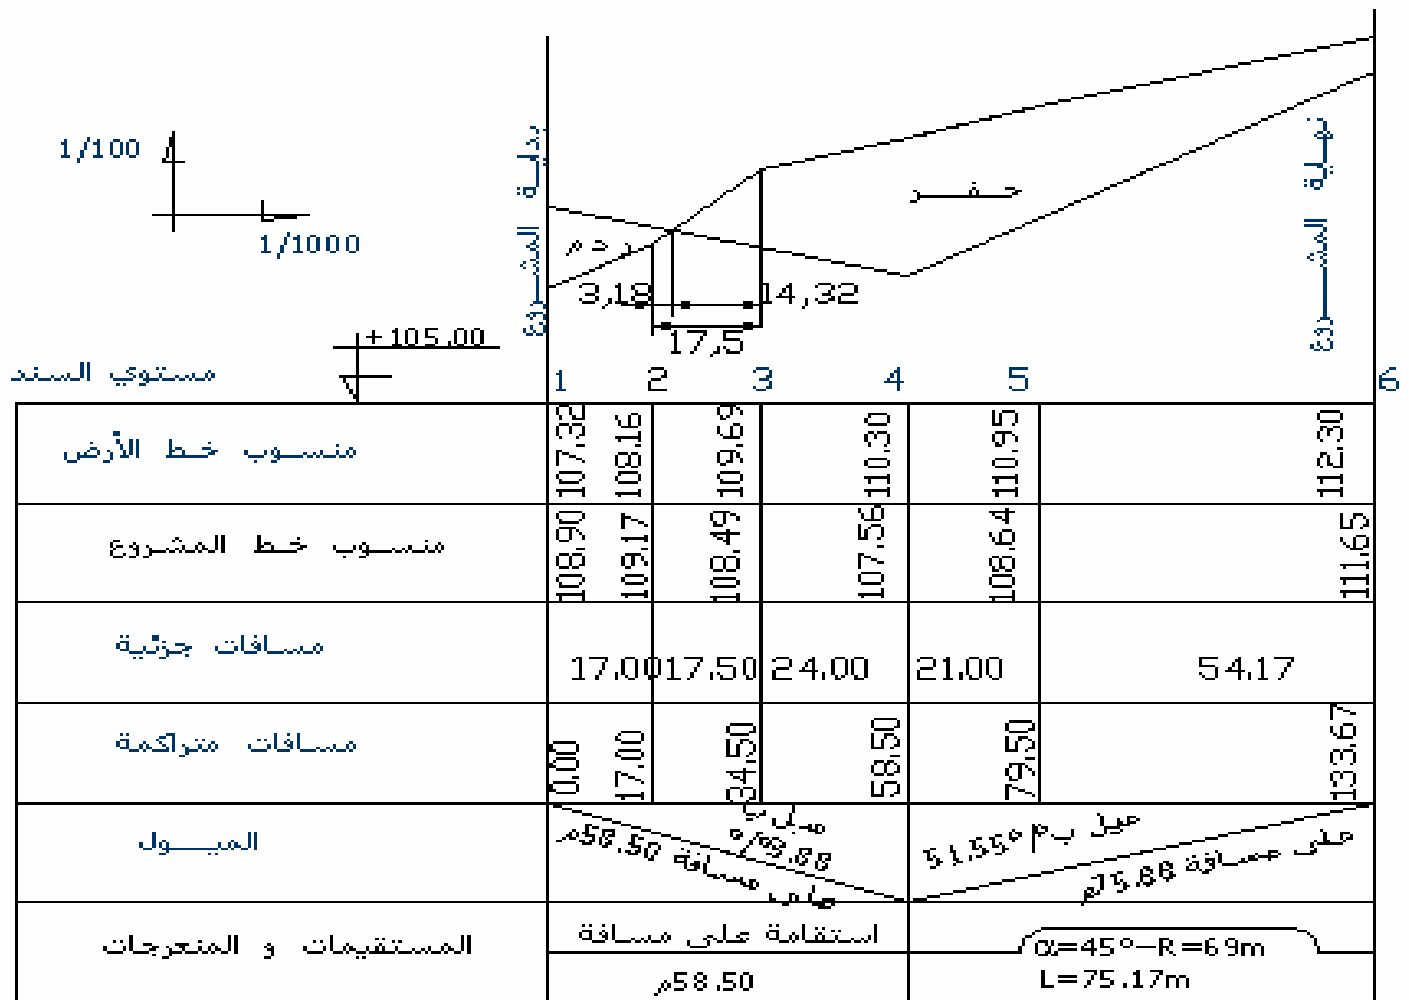 1/100
1/1000
بداية المشروع
نهاية المشروع
ردم
حفر
3,18
14,32
17,5
+105.00
مستوي السند
1 2 3 4 5 6
منسوب خط الأرض
107.32 108.16 109.69 110.30 110.95 112.30
منسوب خط المشروع
108.90 109.17 108.49 107.56 108.64 111.65
مسافات جزئية
17.00 17.50 24.00 21.00 54.17
مسافات متراكمة
0.00 17.00 34.50 58.50 79.50 133.67
الميول
ميل ب
على مسافة 58.50م
ميل ب م° 51.55
على مسافة 75.88م
المستقيمات و المنعرجات
استقامة على مسافة
58.50م
α=45°-R=69m
L=75.17m